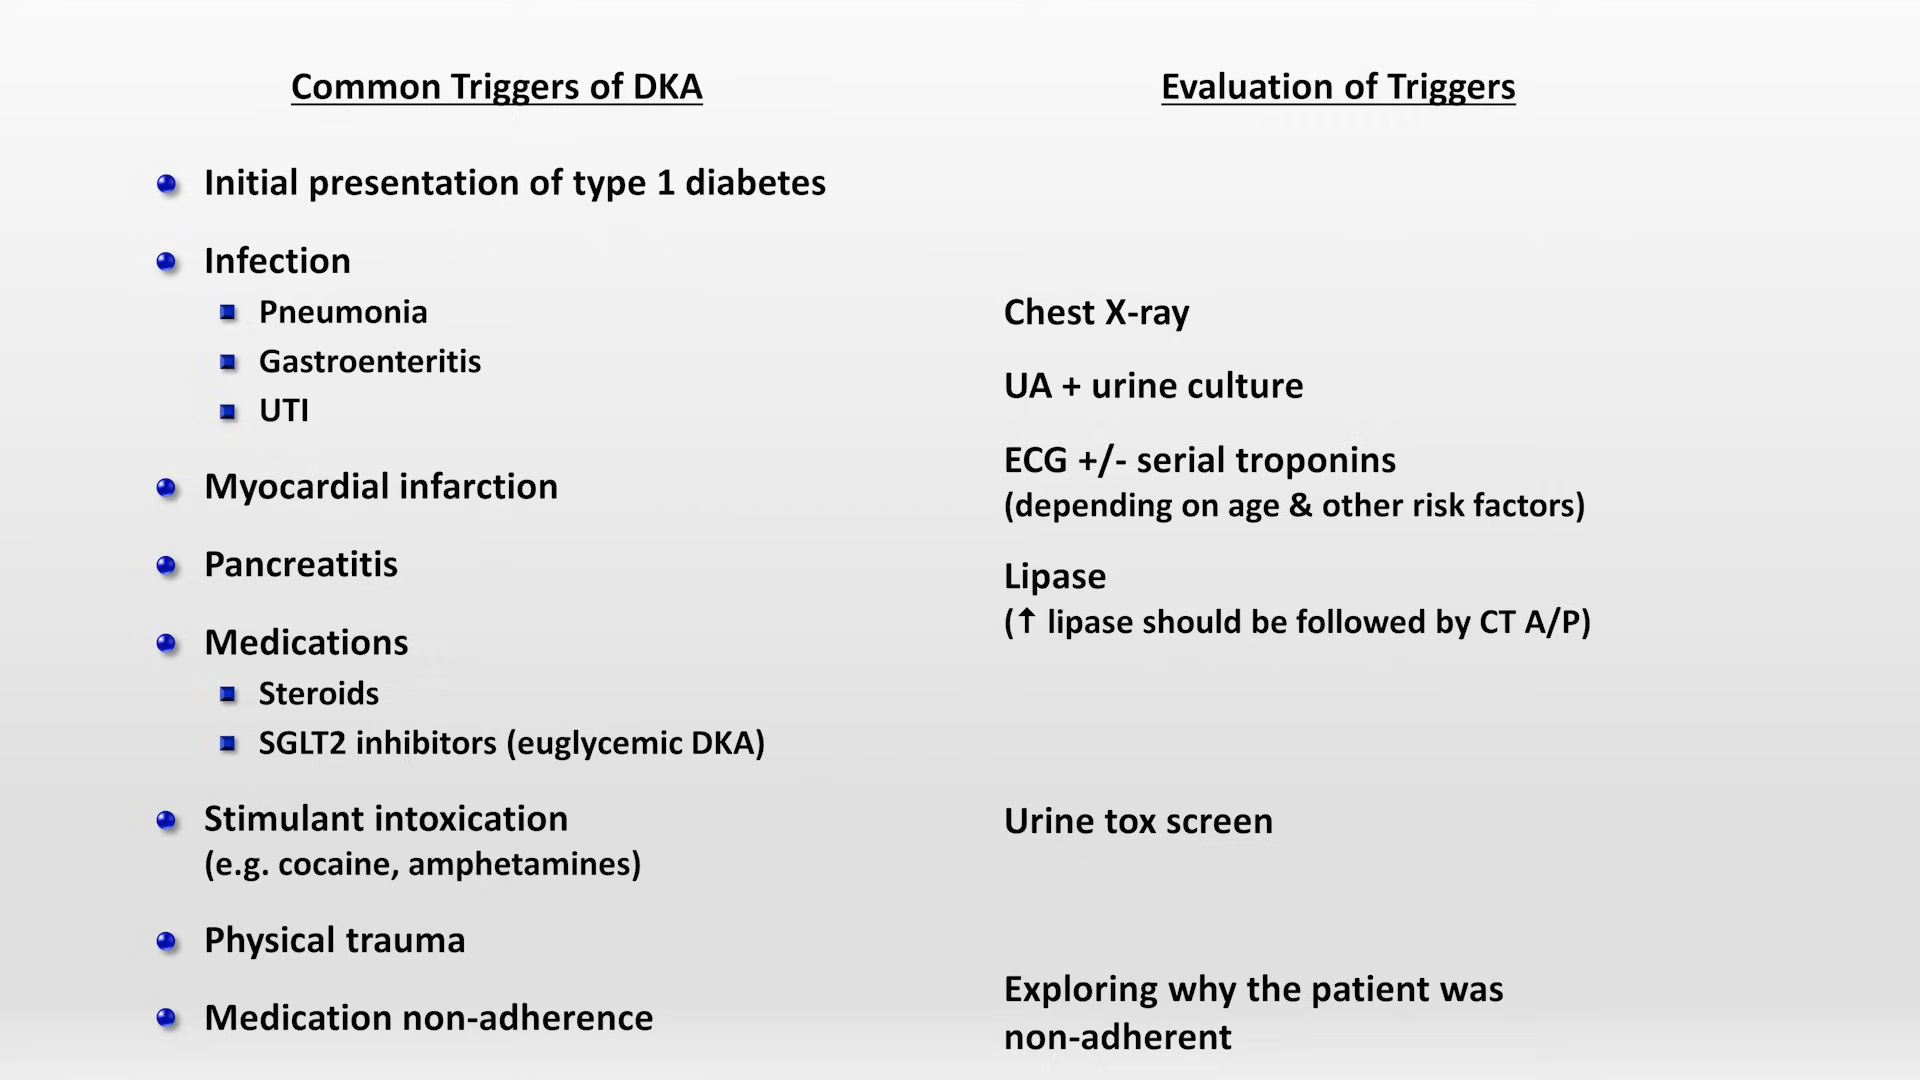 Common Triggers of DKA
Initial presentation of type 1 diabetes
Infection
Pneumonia
Gastroenteritis
UTI
Myocardial infarction
Pancreatitis
Medications
Steroids
SGLT2 inhibitors (euglycemic DKA)
Stimulant intoxication
(e.g. cocaine, amphetamines)
Physical trauma
Medication non-adherence
Evaluation of Triggers
Chest X-ray
UA + urine culture
ECG +/- serial troponins
(depending on age & other risk factors)
Lipase
(↑ lipase should be followed by CT A/P)
Urine tox screen
Exploring why the patient was
non-adherent